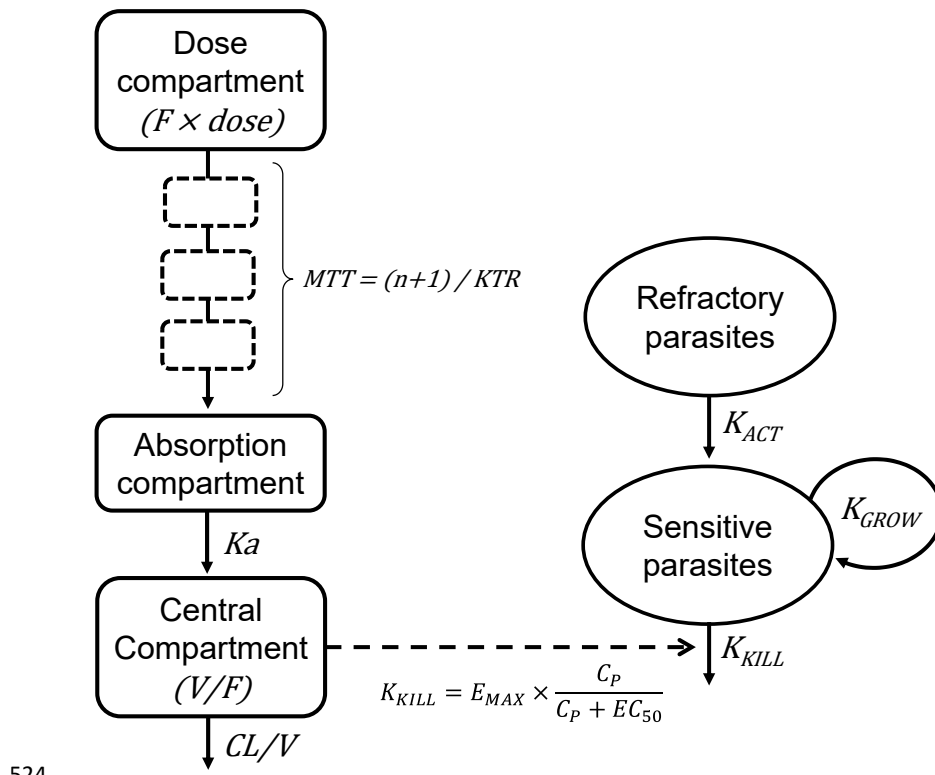 Dose
compartment
(F × dose)
MTT = (n+1) / KTR
Absorption
compartment
Ka
Central
Compartment
(V/F)
CL/V
Refractory
parasites
K_ACT
Sensitive
parasites
K_GROW
K_KILL
K_KILL = E_MAX × C_P / (C_P + EC_50)
524